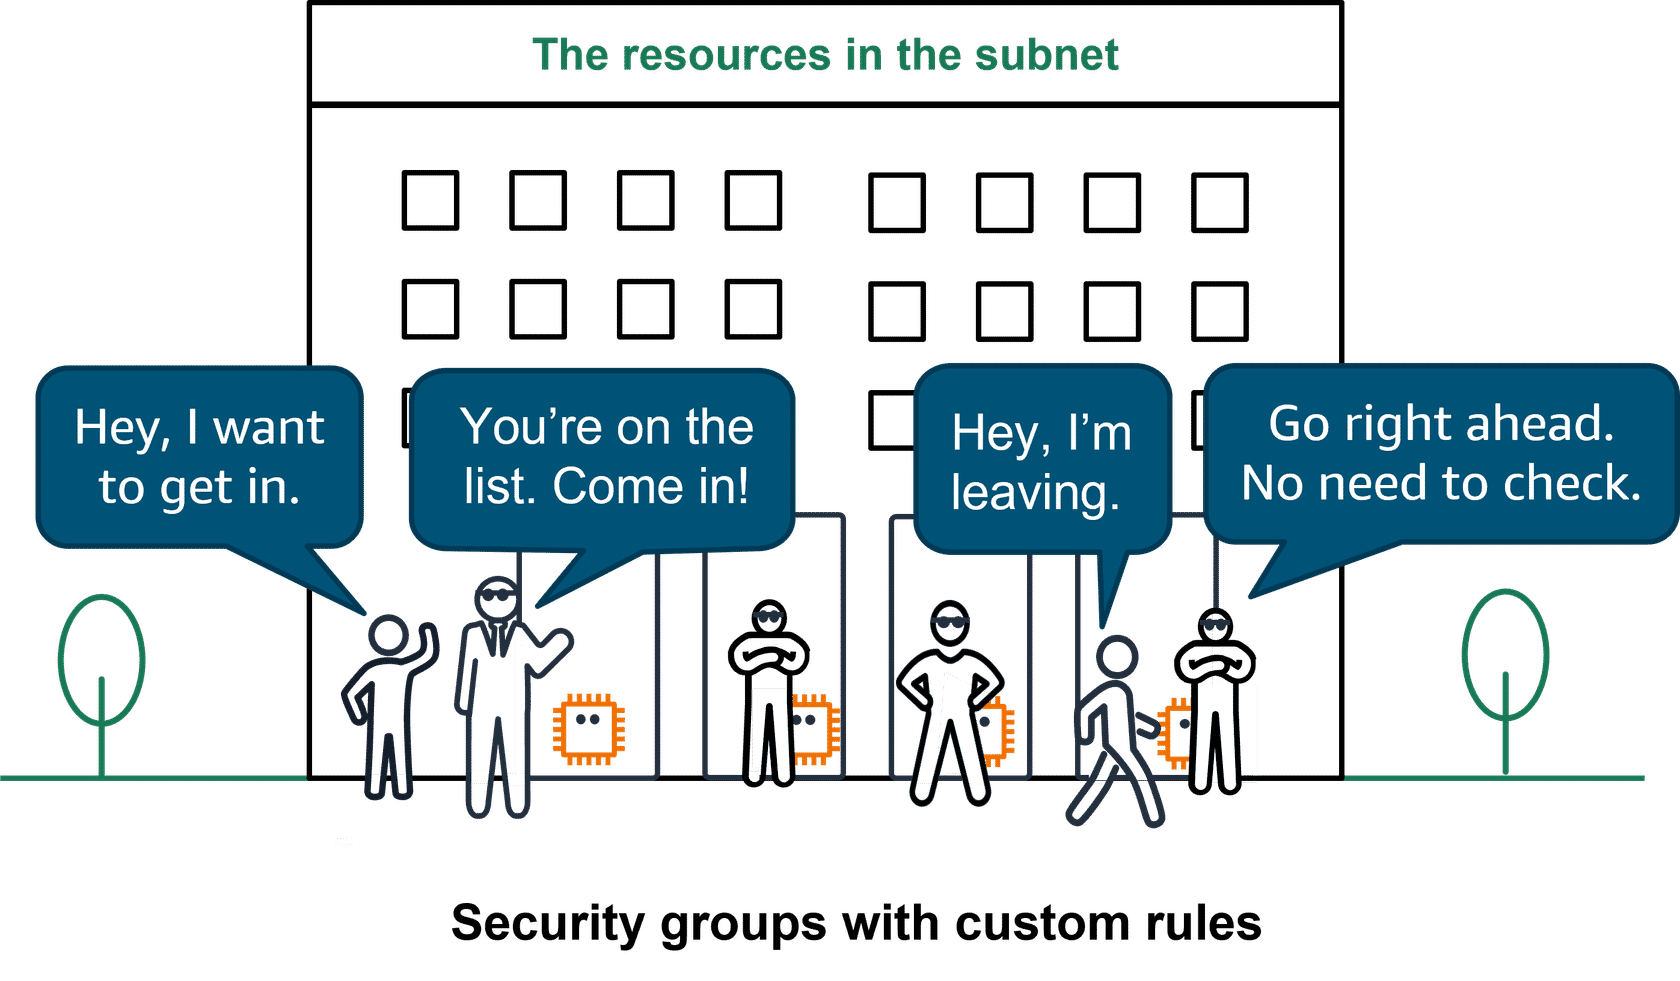 The resources in the subnet
Hey, I want
to get in.
You’re on the
list. Come in!
Hey, I’m
leaving.
Go right ahead.
No need to check.
Security groups with custom rules